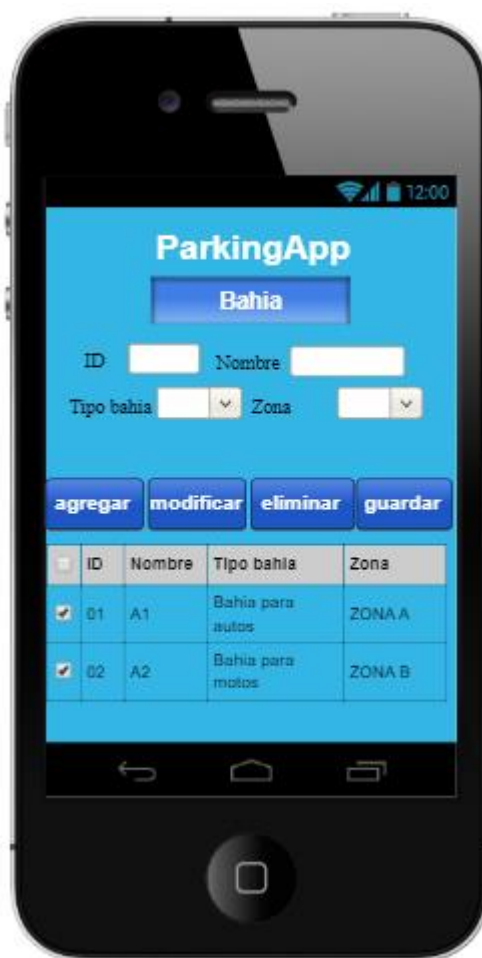 12:00
ParkingApp
Bahia
ID Nombre
Tipo bahia Zona
agregar modificar eliminar guardar
ID Nombre Tipo bahia Zona
01 A1 Bahia para autos ZONA A
02 A2 Bahia para motos ZONA B